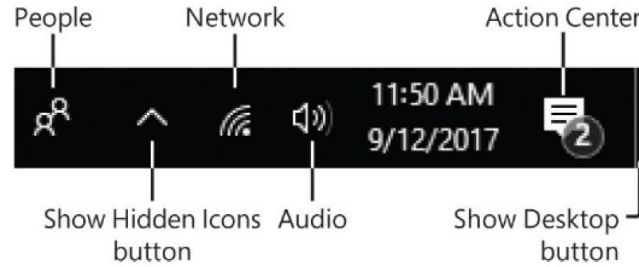 People
Network
Action Center
11:50 AM
9/12/2017
2
Show Hidden Icons
button
Audio
Show Desktop
button